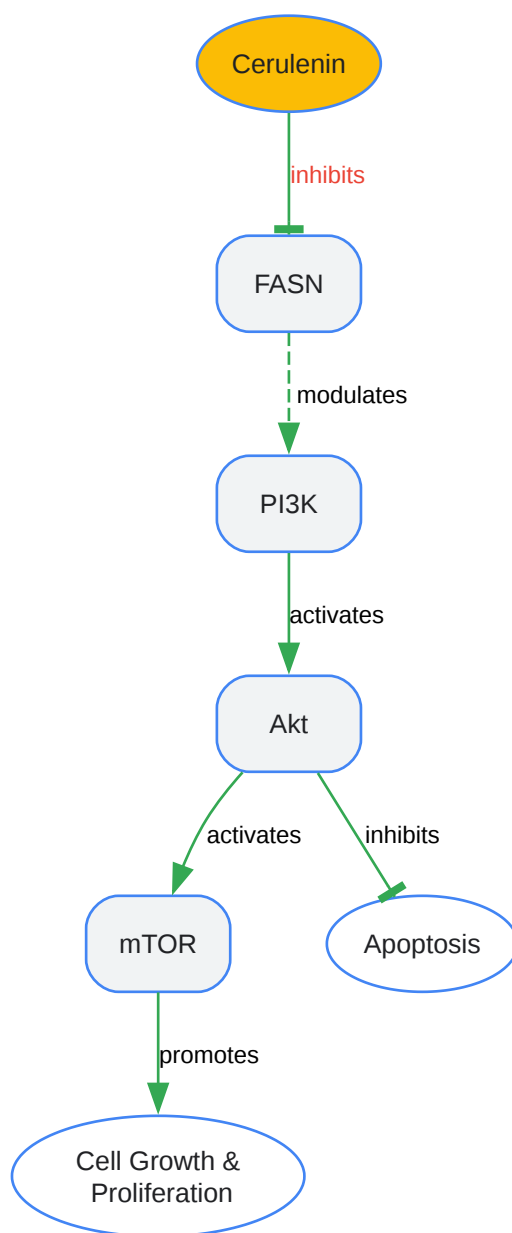 Cerulenin
inhibits
FASN
modulates
PI3K
activates
Akt
activates
inhibits
mTOR
Apoptosis
promotes
Cell Growth &
Proliferation